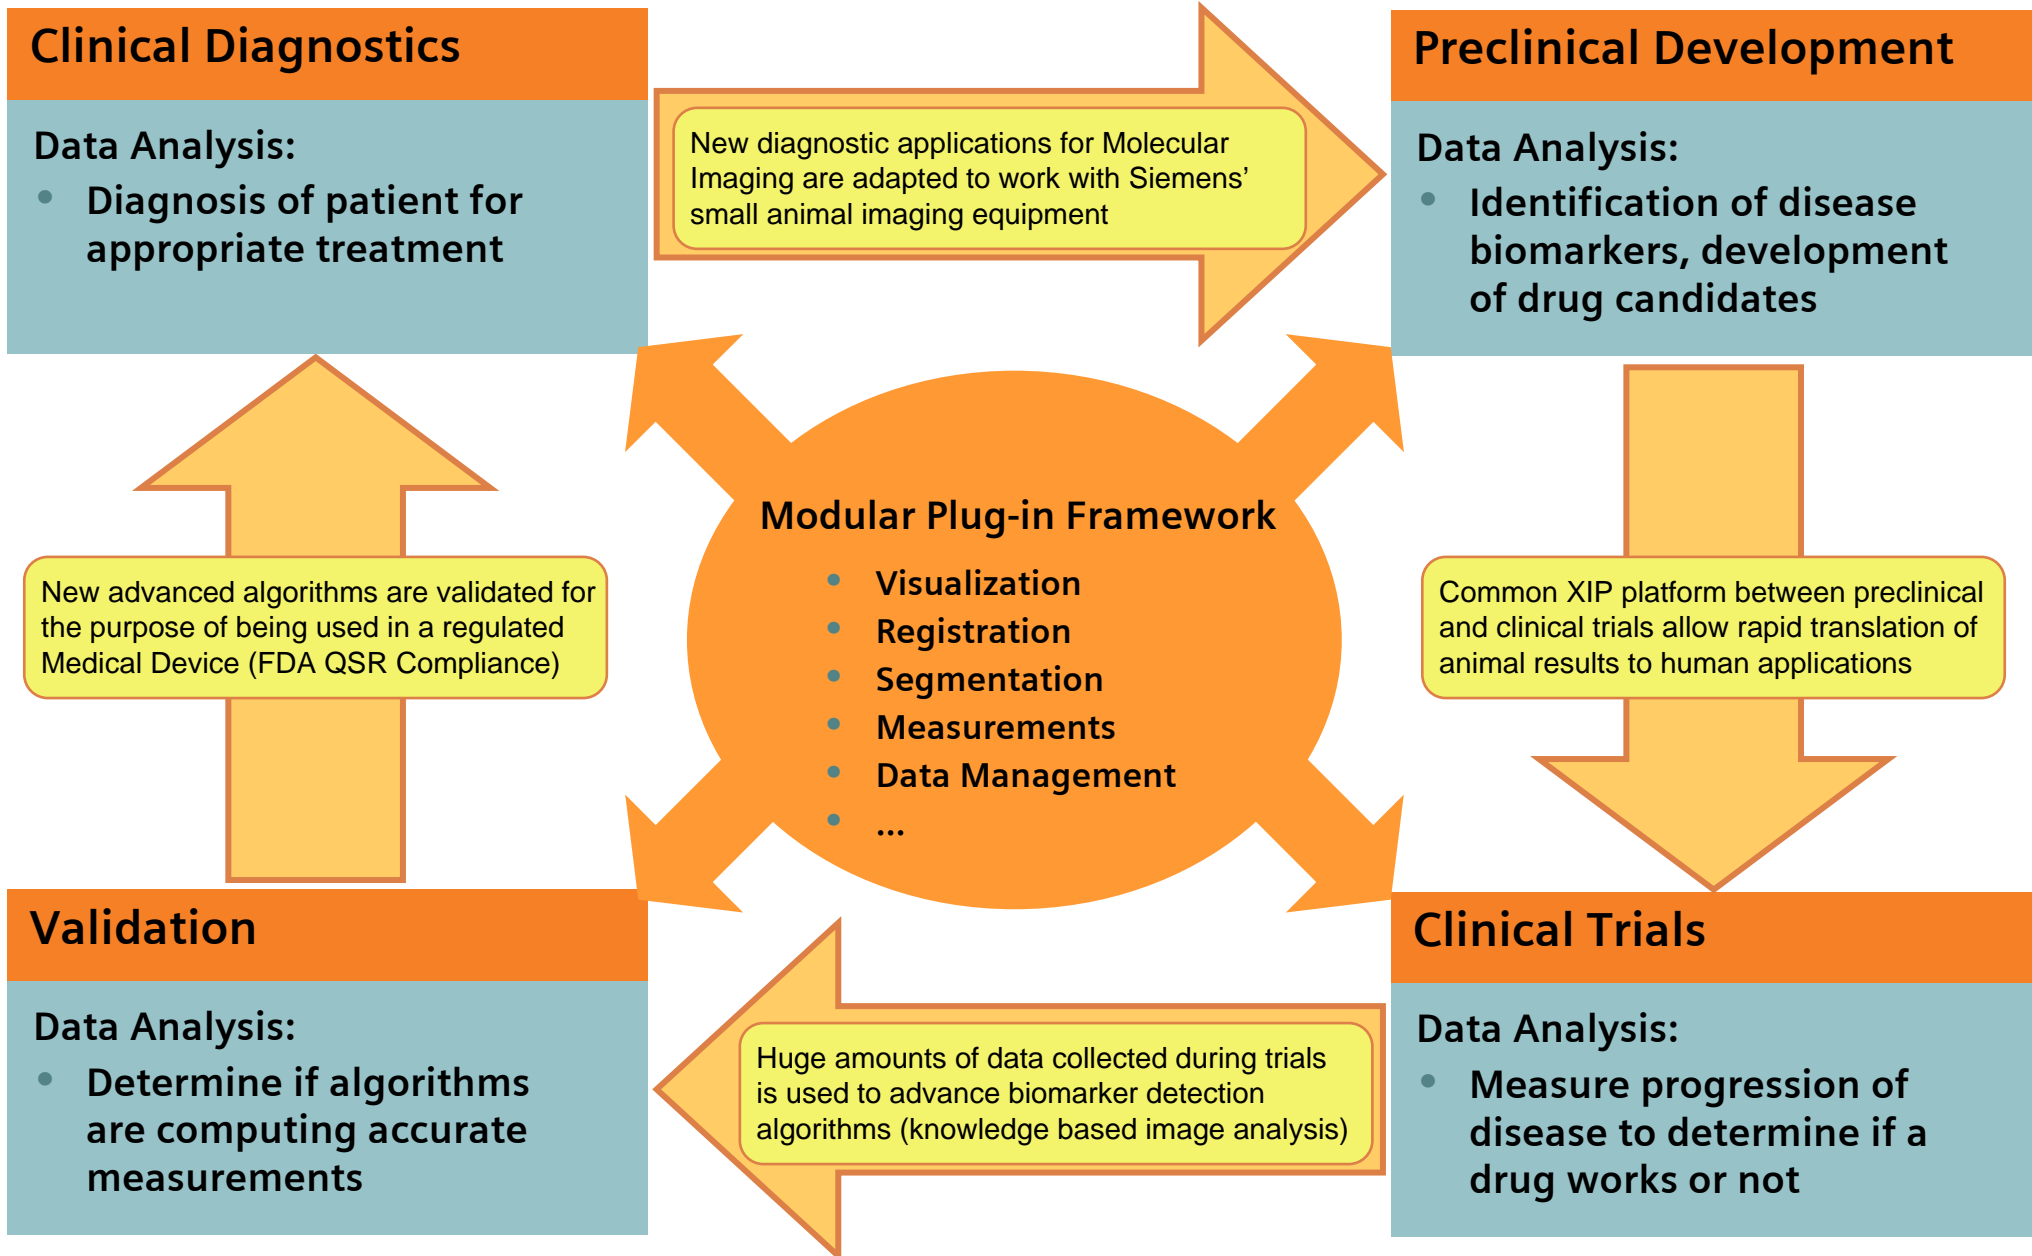 Clinical Diagnostics
Data Analysis:
• Diagnosis of patient for
appropriate treatment
New diagnostic applications for Molecular
Imaging are adapted to work with Siemens’
small animal imaging equipment
Preclinical Development
Data Analysis:
• Identification of disease
biomarkers, development
of drug candidates
New advanced algorithms are validated for
the purpose of being used in a regulated
Medical Device (FDA QSR Compliance)
Modular Plug-in Framework
• Visualization
• Registration
• Segmentation
• Measurements
• Data Management
• ...
Common XIP platform between preclinical
and clinical trials allow rapid translation of
animal results to human applications
Validation
Data Analysis:
• Determine if algorithms
are computing accurate
measurements
Huge amounts of data collected during trials
is used to advance biomarker detection
algorithms (knowledge based image analysis)
Clinical Trials
Data Analysis:
• Measure progression of
disease to determine if a
drug works or not